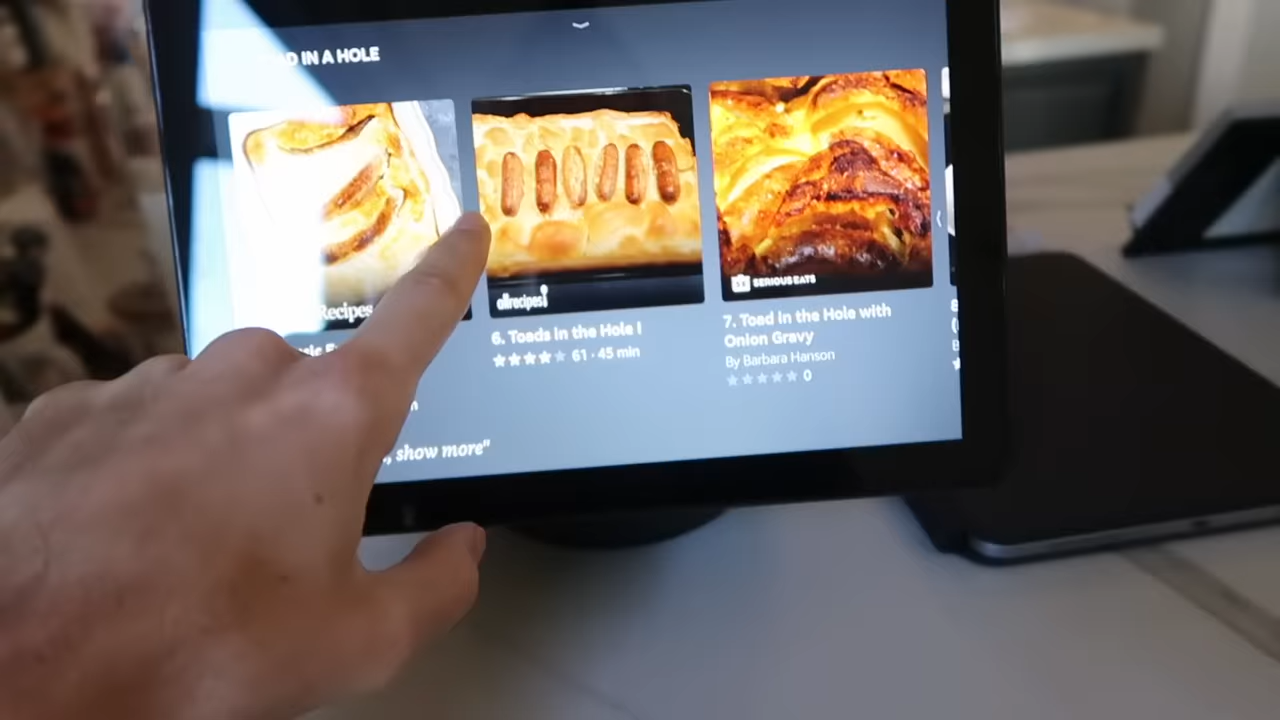 IN A HOLE
Recipes
allrecipes
SERIOUS EATS
6. Toads in the Hole I
61 · 45 min
7. Toad in the Hole with
Onion Gravy
By Barbara Hanson
0
show more"